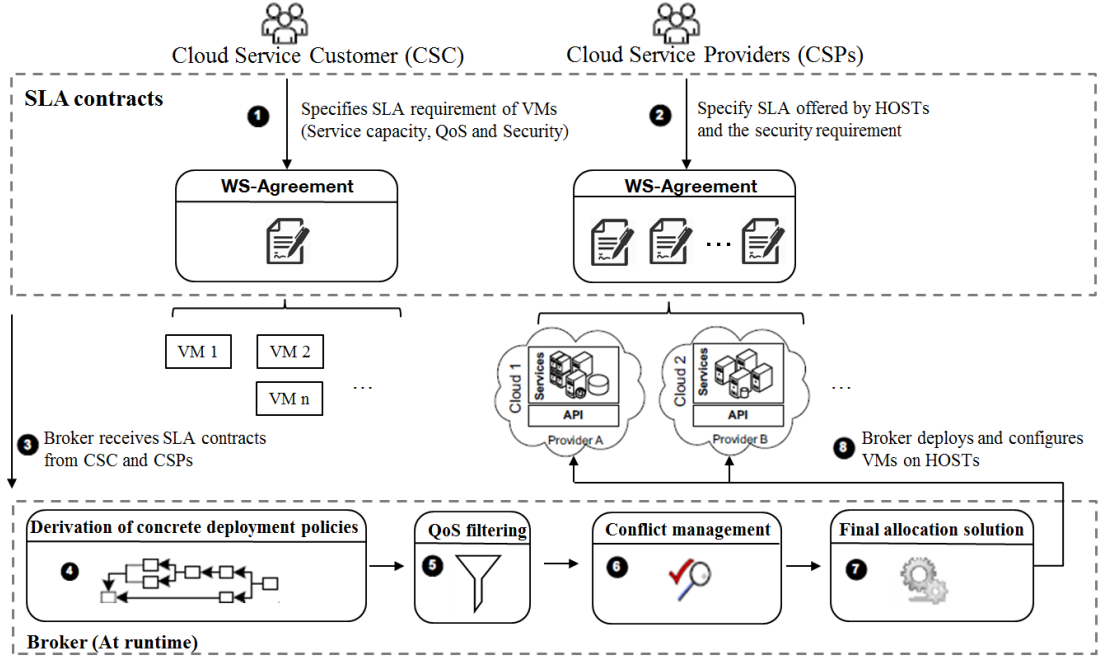 Cloud Service Customer (CSC)
Cloud Service Providers (CSPs)
SLA contracts
1
Specifies SLA requirement of VMs
(Service capacity, QoS and Security)
2
Specify SLA offered by HOSTs
and the security requirement
WS-Agreement
WS-Agreement
...
VM 1
VM 2
VM n
...
Cloud 1
Services
API
Provider A
Cloud 2
Services
API
Provider B
...
3
Broker receives SLA contracts
from CSC and CSPs
8
Broker deploys and configures
VMs on HOSTs
Derivation of concrete deployment policies
4
QoS filtering
5
Conflict management
6
Final allocation solution
7
Broker (At runtime)